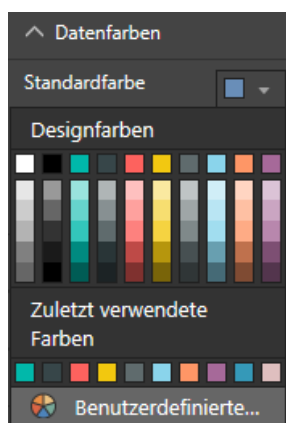 Datenfarben
Standardfarbe
Designfarben
Zuletzt verwendete
Farben
Benutzerdefinierte...